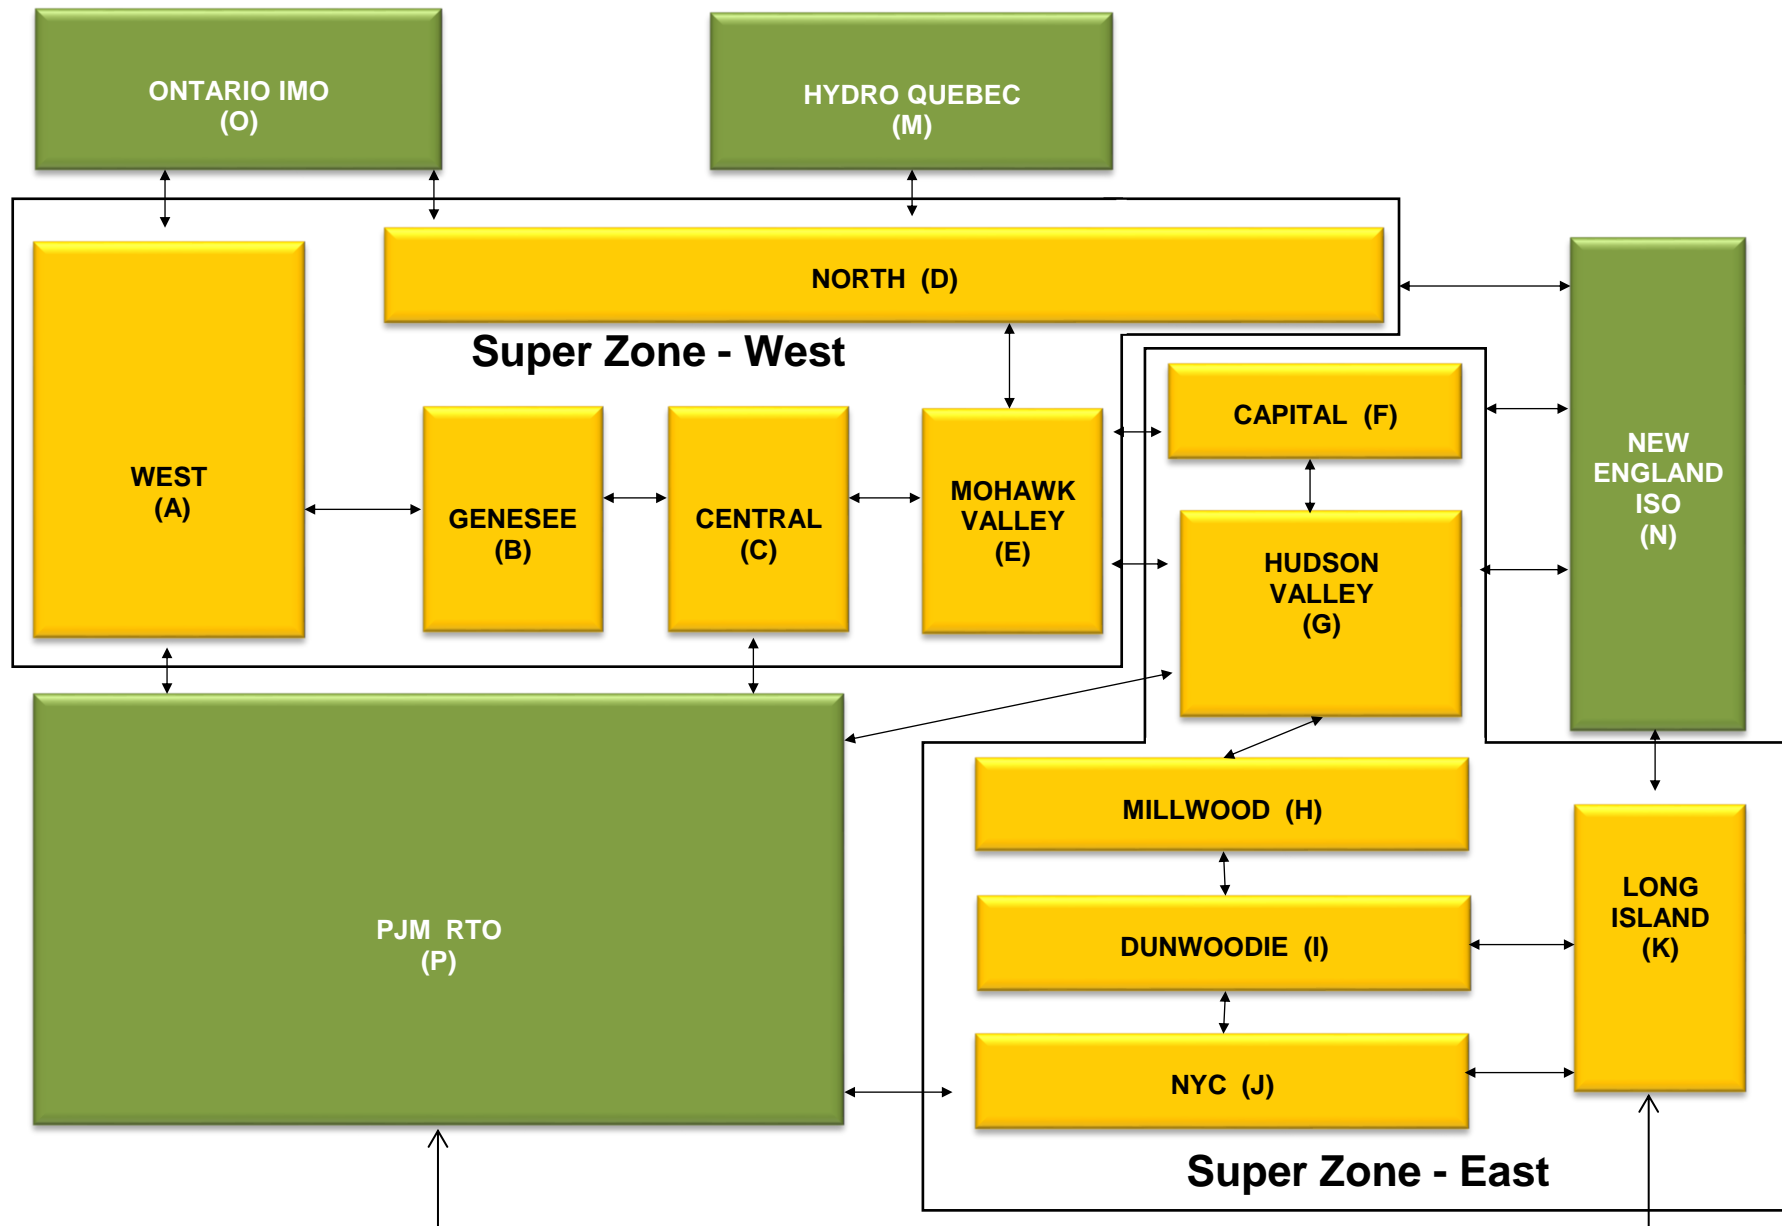 ONTARIO IMO
(O)
HYDRO QUEBEC
(M)
NORTH (D)
Super Zone - West
WEST
(A)
GENESEE
(B)
CENTRAL
(C)
MOHAWK
VALLEY
(E)
CAPITAL (F)
HUDSON
VALLEY
(G)
NEW
ENGLAND
ISO
(N)
PJM RTO
(P)
MILLWOOD (H)
DUNWOODIE (I)
NYC (J)
LONG
ISLAND
(K)
Super Zone - East